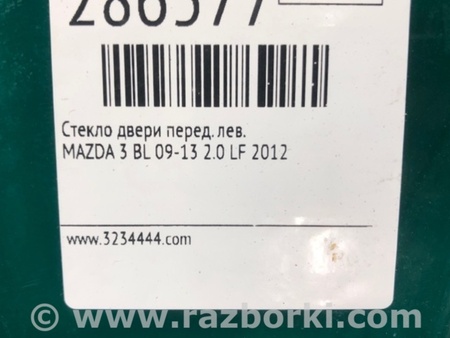 286577
Стекло двери перед. лев.
MAZDA 3 BL 09-13 2.0 LF 2012
www.3234444.com
© www.razborki.com